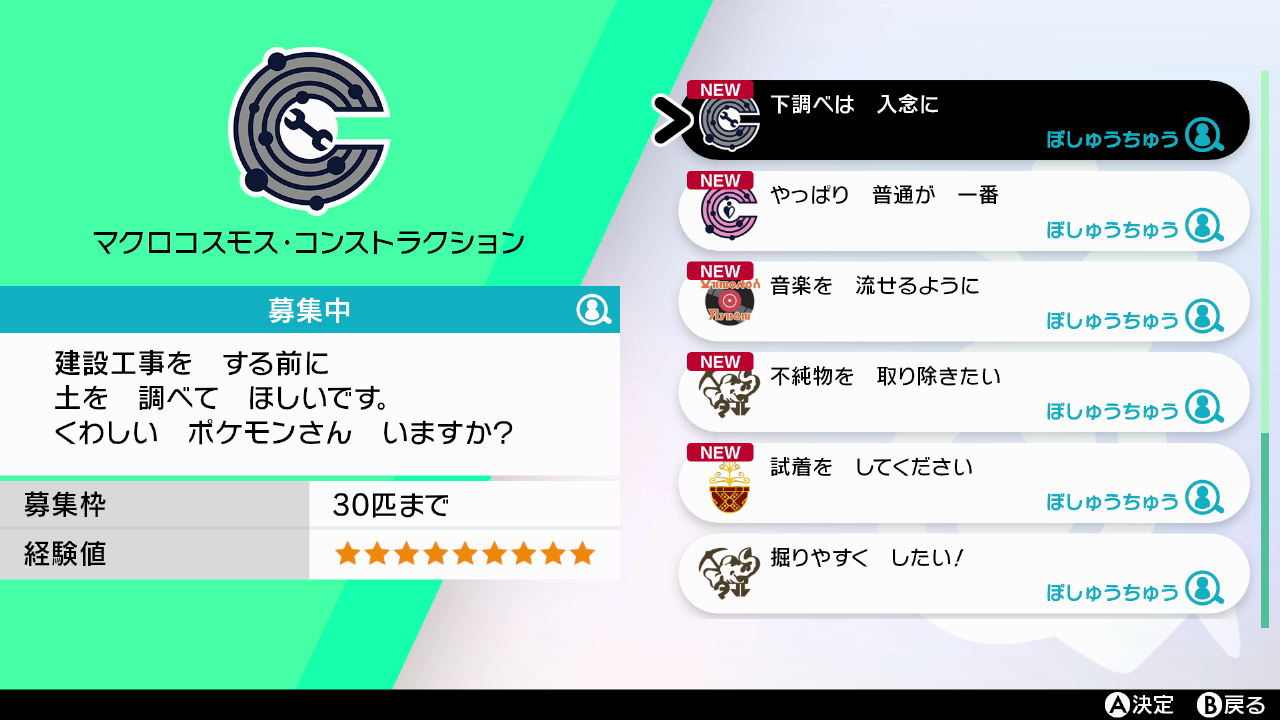 マクロコスモス・コンストラクション
募集中
建設工事を　する前に
土を　調べて　ほしいです。
くわしい　ポケモンさん　いますか?
募集枠　30匹まで
経験値　★★★★★★★★★
NEW
下調べは　入念に
ぼしゅうちゅう
NEW
やっぱり　普通が　一番
ぼしゅうちゅう
NEW
音楽を　流せるように
ぼしゅうちゅう
NEW
不純物を　取り除きたい
ぼしゅうちゅう
NEW
試着を　してください
ぼしゅうちゅう
掘りやすく　したい!
ぼしゅうちゅう
A決定　B戻る